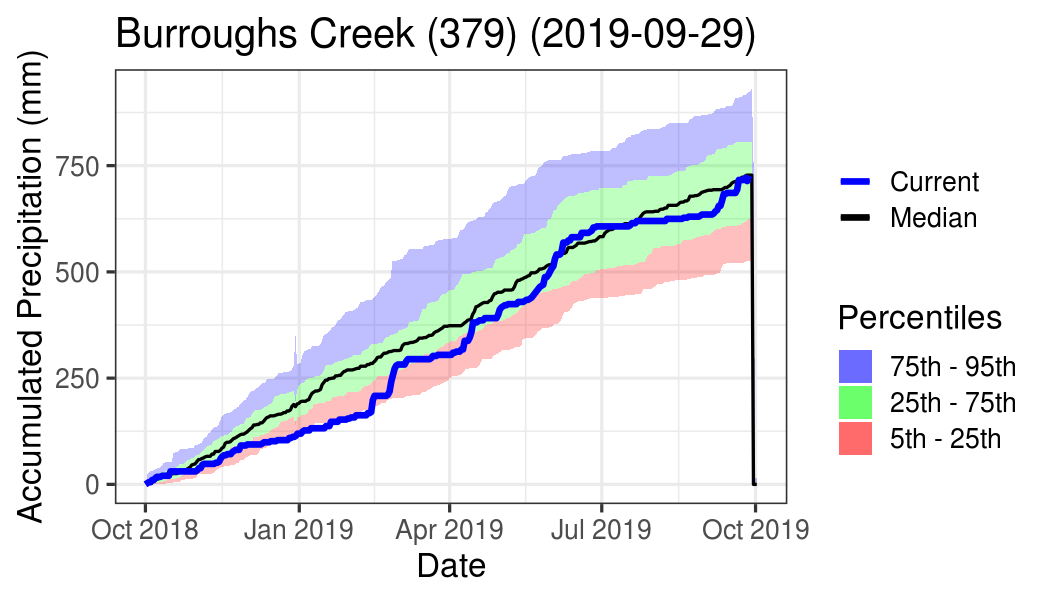 Burroughs Creek (379) (2019-09-29)
Accumulated Precipitation (mm)
750
500
250
0
Oct 2018
Jan 2019
Apr 2019
Jul 2019
Oct 2019
Date
Current
Median
Percentiles
75th - 95th
25th - 75th
5th - 25th